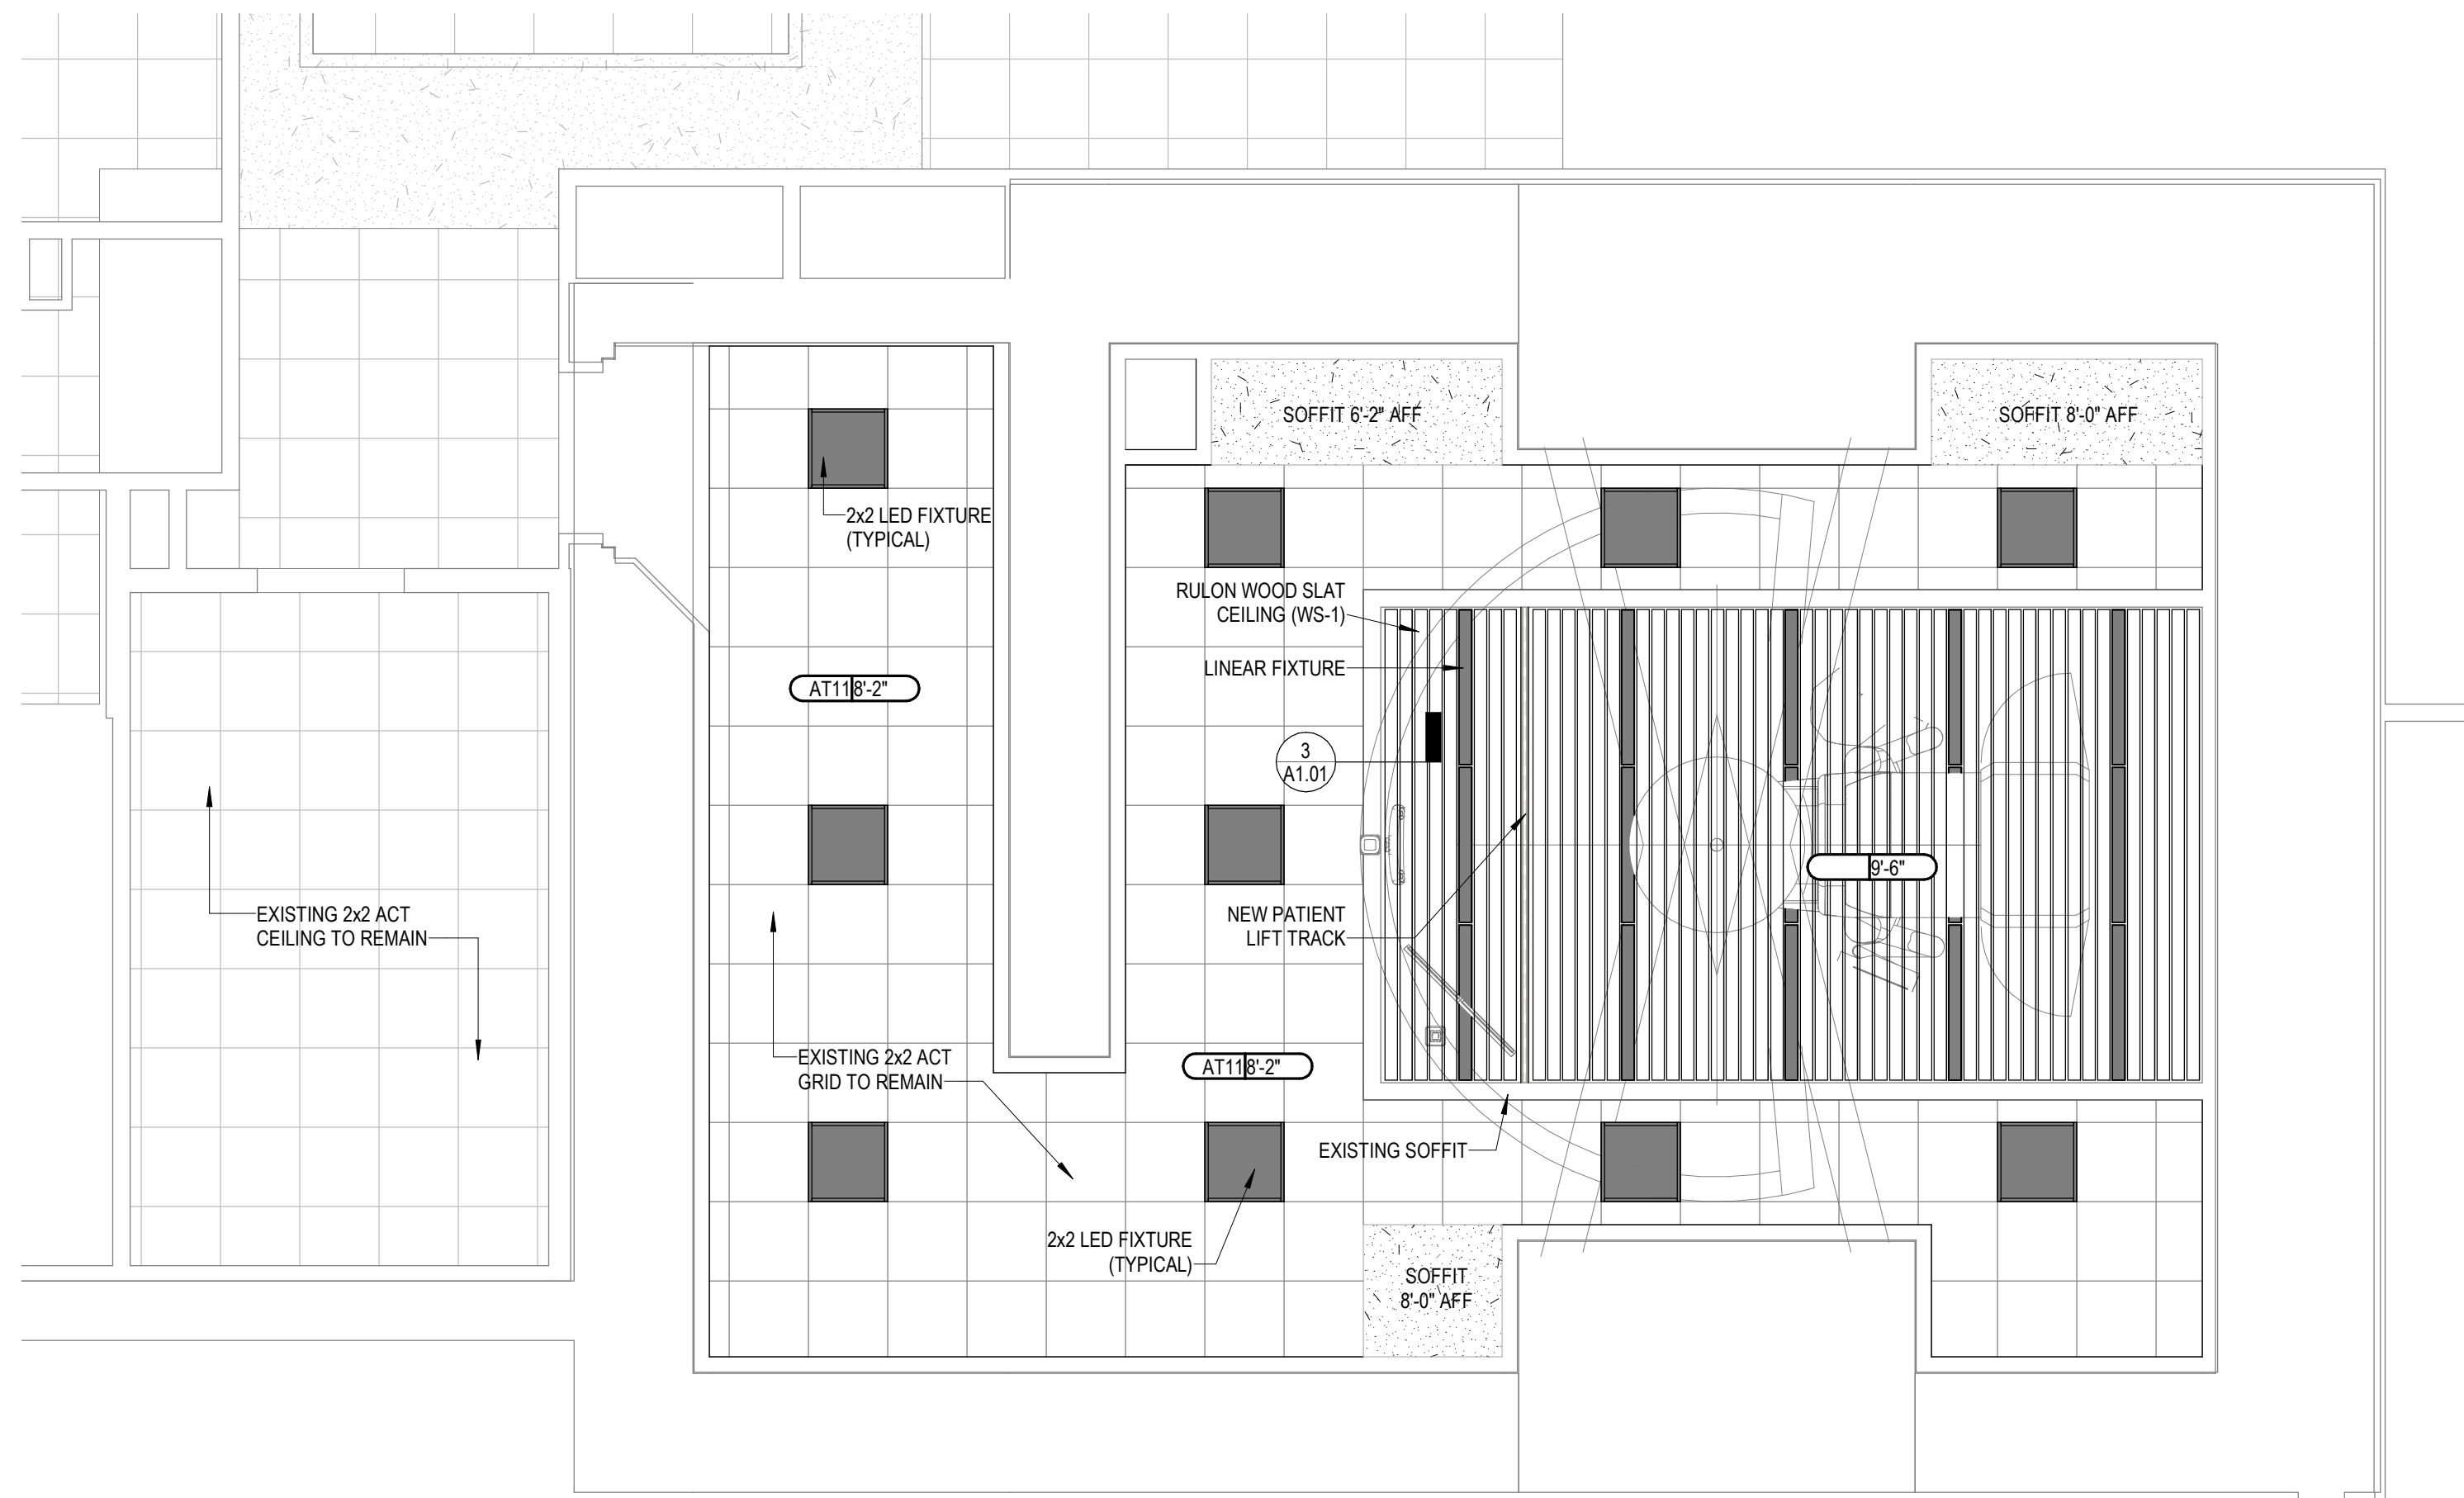 SOFFIT 6'-2" AFF
SOFFIT 8'-0" AFF
2x2 LED FIXTURE
(TYPICAL)
RULON WOOD SLAT
CEILING (WS-1)
LINEAR FIXTURE
AT11 8'-2"
3
A1.01
9'-6"
EXISTING 2x2 ACT
CEILING TO REMAIN
NEW PATIENT
LIFT TRACK
EXISTING 2x2 ACT
GRID TO REMAIN
AT11 8'-2"
EXISTING SOFFIT
2x2 LED FIXTURE
(TYPICAL)
SOFFIT
8'-0" AFF